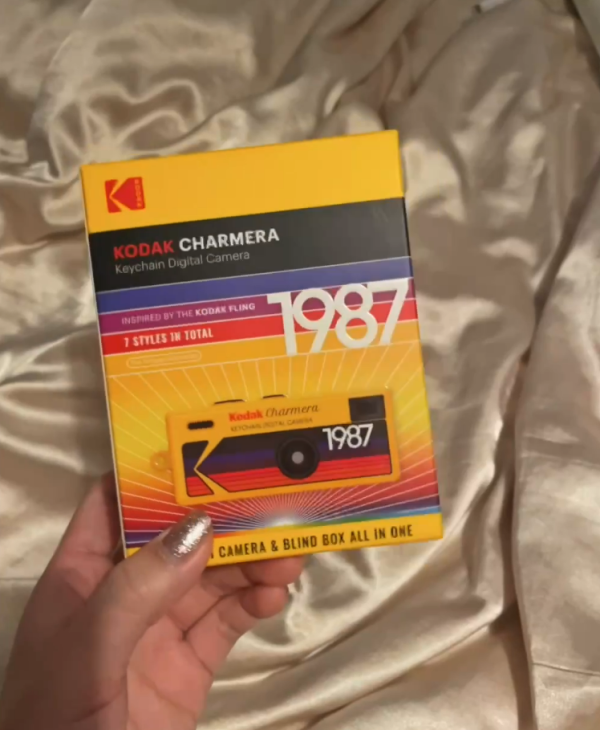 KODAK
KODAK CHARMERA
Keychain Digital Camera
INSPIRED BY THE KODAK FLING
1987
7 STYLES IN TOTAL
Kodak Charmera
KEYCHAIN DIGITAL CAMERA
1987
CAMERA & BLIND BOX ALL IN ONE